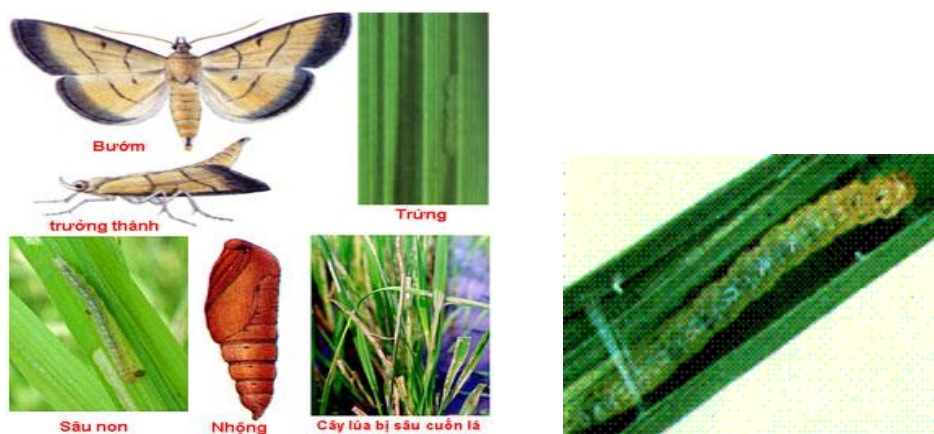 Bướm
trưởng thành
Trứng
Sâu non
Nhộng
Cây lúa bị sâu cuốn lá